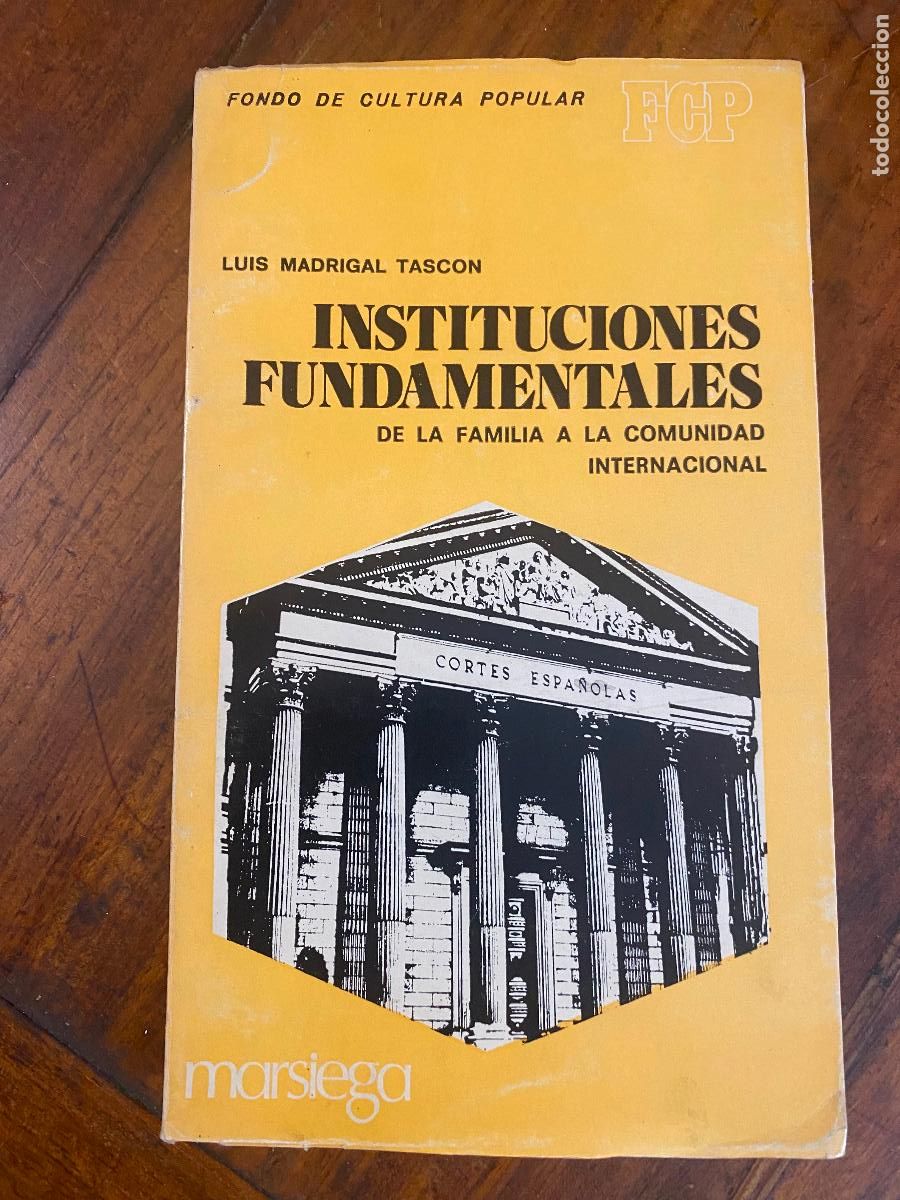 FONDO DE CULTURA POPULAR
FCP
LUIS MADRIGAL TASCON
INSTITUCIONES
FUNDAMENTALES
DE LA FAMILIA A LA COMUNIDAD
INTERNACIONAL
CORTES ESPAÑOLAS
marsiega
todocoleccion